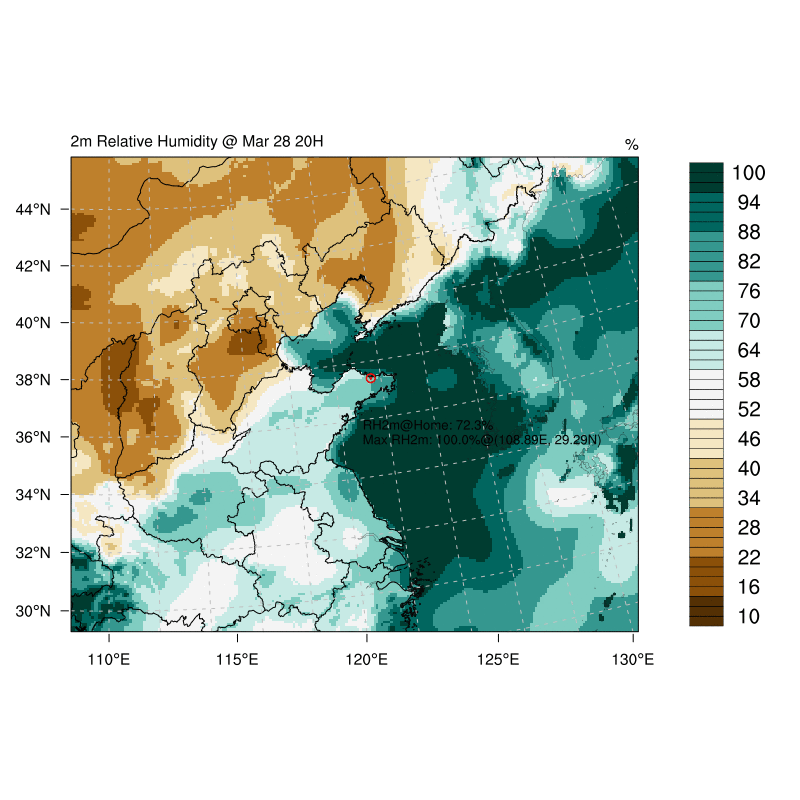 2m Relative Humidity @ Mar 28 20H
%
100
94
88
82
76
70
64
58
52
46
40
34
28
22
16
10
44°N
42°N
40°N
38°N
36°N
34°N
32°N
30°N
RH2m@Home: 72.3%
Max RH2m: 100.0%@(108.89E, 29.29N)
110°E
115°E
120°E
125°E
130°E